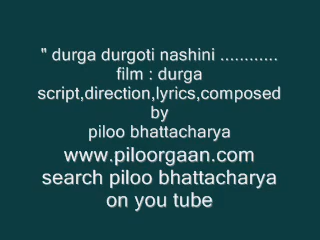 " durga durgoti nashini ............
film : durga
script,direction,lyrics,composed
by
piloo bhattacharya
www.piloorgaan.com
search piloo bhattacharya
on you tube